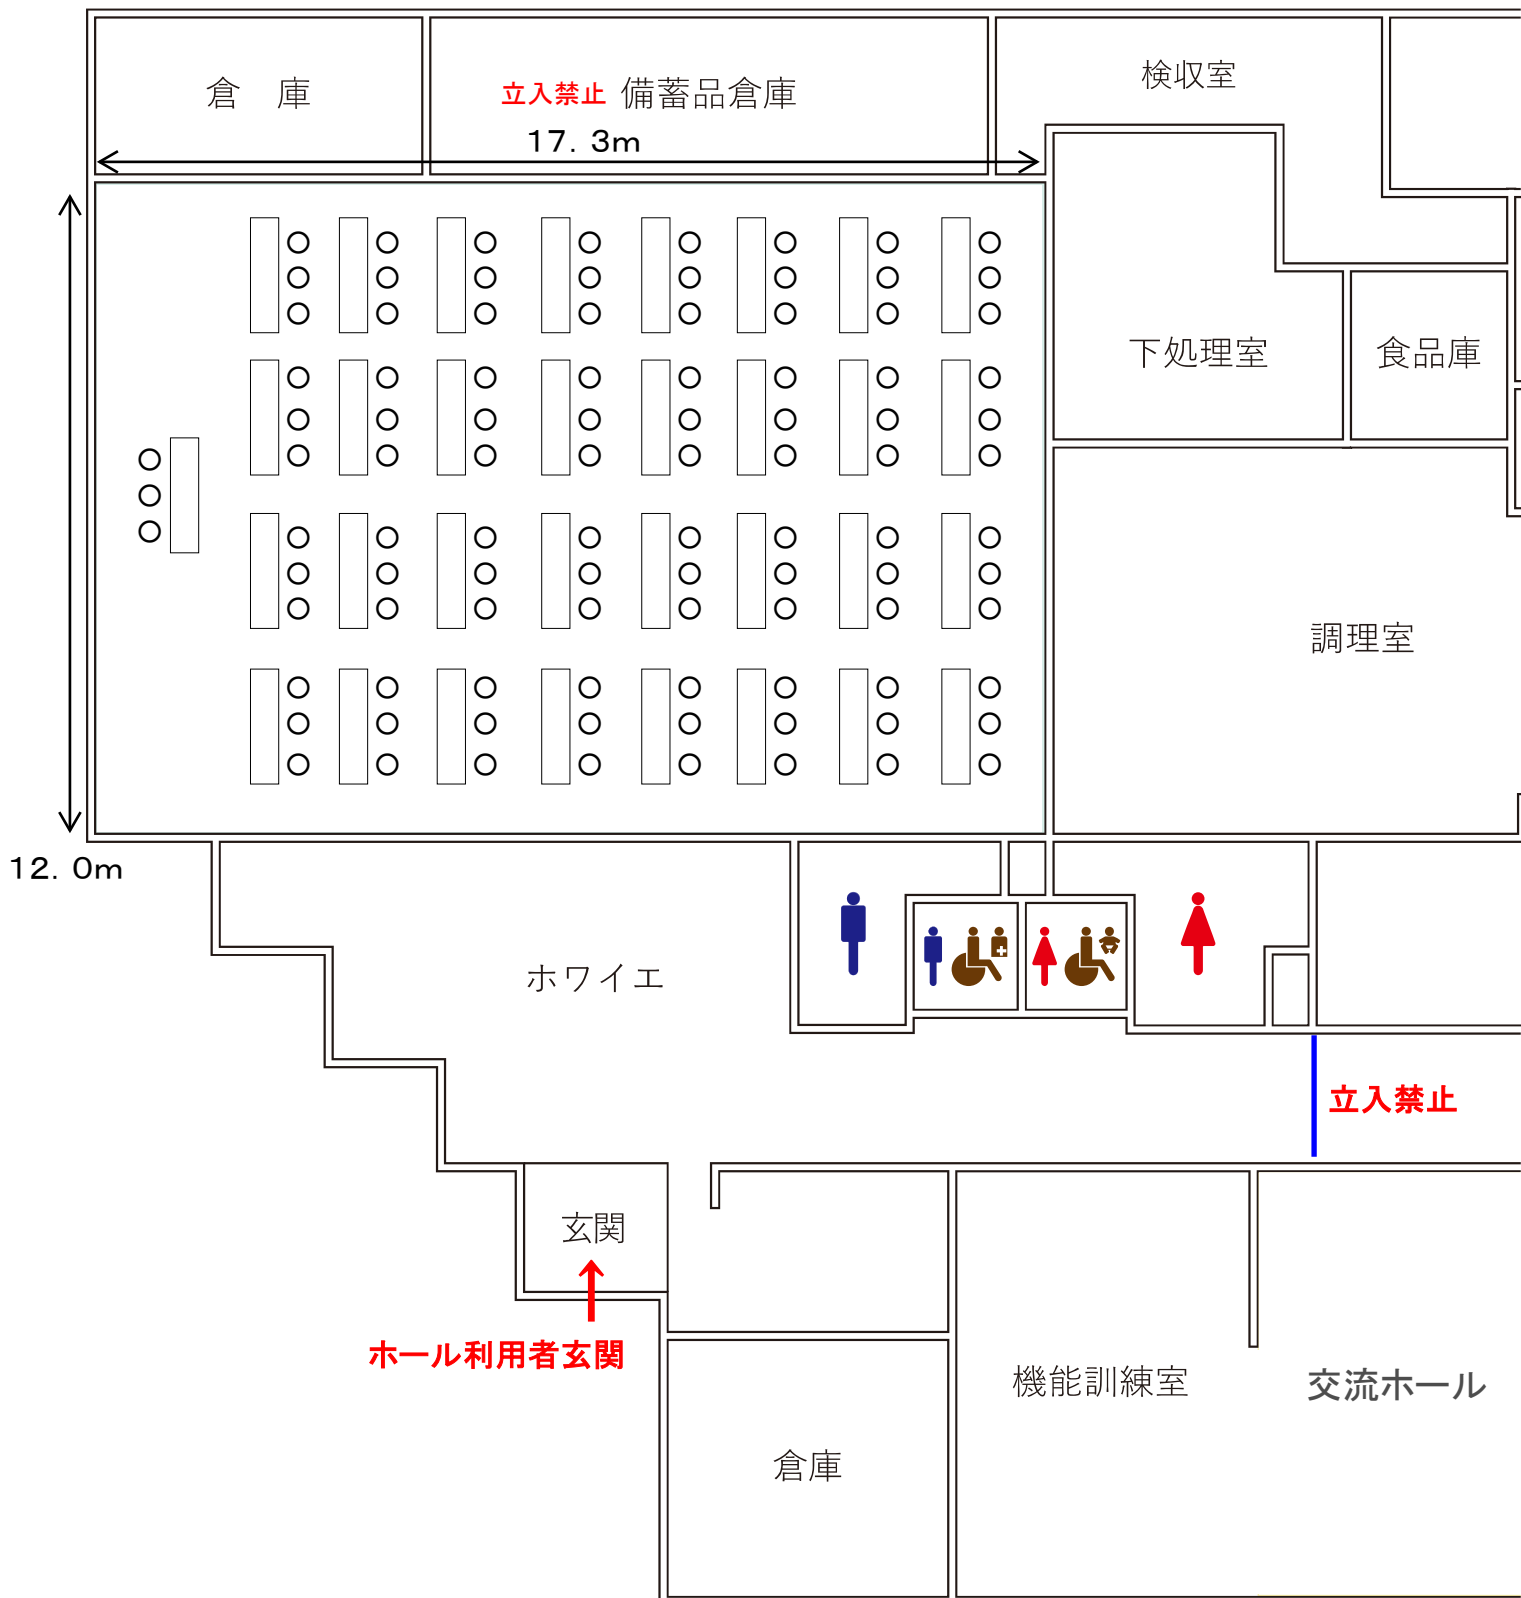 倉　庫
立入禁止 備蓄品倉庫
検収室
17. 3m
下処理室
食品庫
調理室
12. 0m
ホワイエ
立入禁止
玄関
ホール利用者玄関
機能訓練室
交流ホール
倉庫